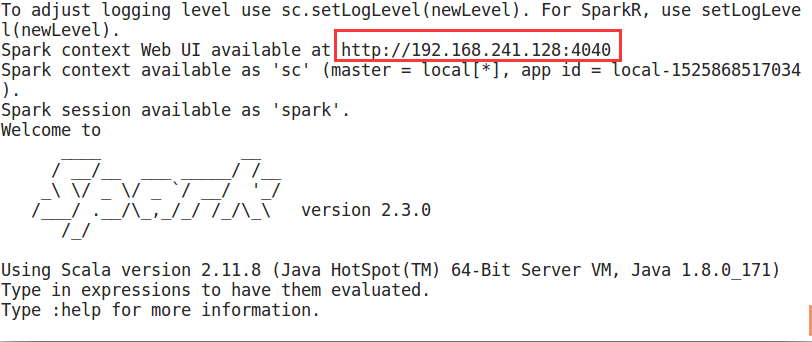 To adjust logging level use sc.setLogLevel(newLevel). For SparkR, use setLogLeve
l(newLevel).
Spark context Web UI available at http://192.168.241.128:4040
Spark context available as 'sc' (master = local[*], app id = local-1525868517034
).
Spark session available as 'spark'.
Welcome to
      ____              __
     / __/__  ___ _____/ /__
    _\ \/ _ \/ _ `/ __/  '_/
   /___/ .__/\_,_/_/ /_/\_\   version 2.3.0
      /_/
Using Scala version 2.11.8 (Java HotSpot(TM) 64-Bit Server VM, Java 1.8.0_171)
Type in expressions to have them evaluated.
Type :help for more information.